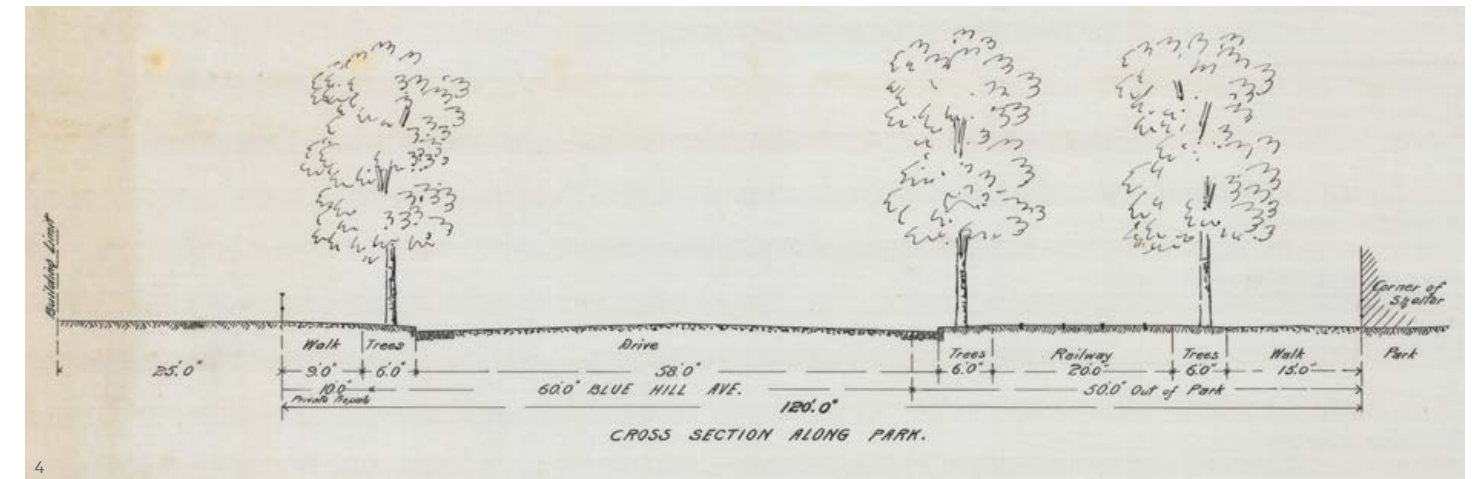 Building Limit
Corner of
Shelter
Walk Trees Drive Trees Railway Trees Walk Park
25'.0" 9'.0" 6'.0" 58'.0" 6'.0" 20'.0" 6'.0" 15'.0"
10'.0" 60'.0" BLUE HILL AVE. 50'.0" Out of Park
Private Property
120'.0"
CROSS SECTION ALONG PARK.
4